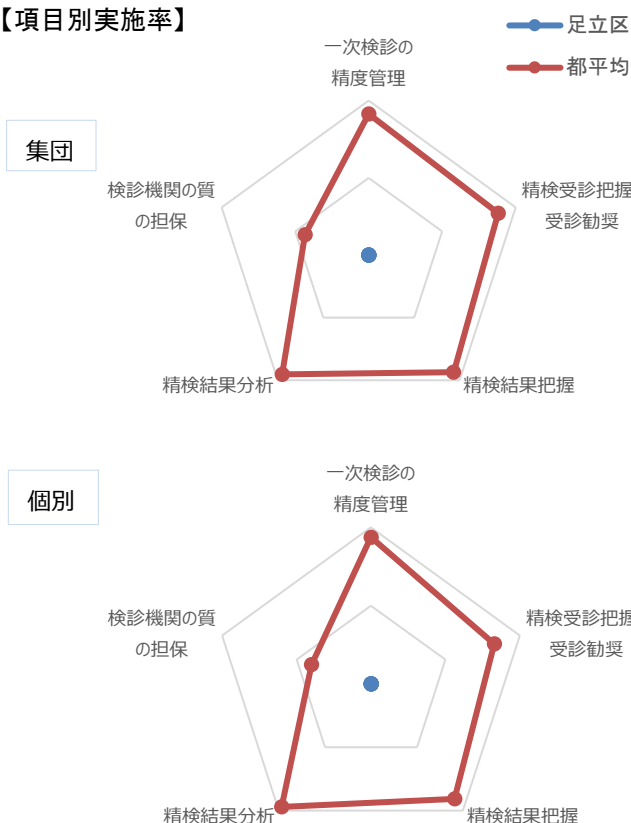 【項目別実施率】
足立区
都平均
集団
一次検診の
精度管理
精検受診把握
受診勧奨
精検結果把握
精検結果分析
検診機関の質
の担保
個別
一次検診の
精度管理
精検受診把握
受診勧奨
精検結果把握
精検結果分析
検診機関の質
の担保